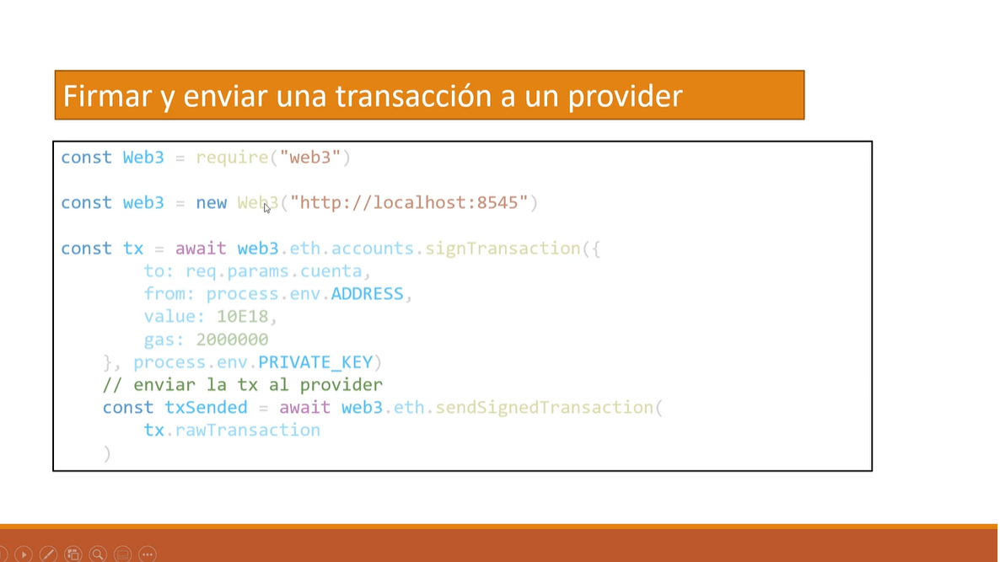 Firmar y enviar una transacción a un provider
const Web3 = require("web3")
const web3 = new Web3("http://localhost:8545")
const tx = await web3.eth.accounts.signTransaction({
to: req.params.cuenta,
from: process.env.ADDRESS,
value: 10E18,
gas: 2000000
}, process.env.PRIVATE_KEY)
// enviar la tx al provider
const txSended = await web3.eth.sendSignedTransaction(
tx.rawTransaction
)